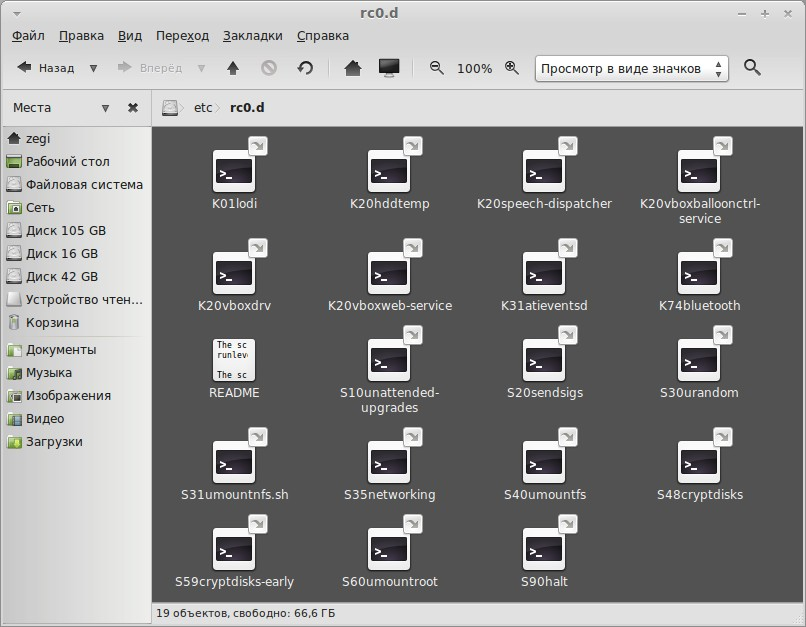 rc0.d
Файл Правка Вид Переход Закладки Справка
Назад Вперёд 100% Просмотр в виде значков
Места etc rc0.d
zegi
Рабочий стол
Файловая система
Сеть
Диск 105 GB
Диск 16 GB
Диск 42 GB
Устройство чтен...
Корзина
Документы
Музыка
Изображения
Видео
Загрузки
K01lodi
K20hddtemp
K20speech-dispatcher
K20vboxballoonctrl-
service
K20vboxdrv
K20vboxweb-service
K31atieventsd
K74bluetooth
The sc
runleve
The sc
README
S10unattended-
upgrades
S20sendsigs
S30urandom
S31umountnfs.sh
S35networking
S40umountfs
S48cryptdisks
S59cryptdisks-early
S60umountroot
S90halt
19 объектов, свободно: 66,6 ГБ